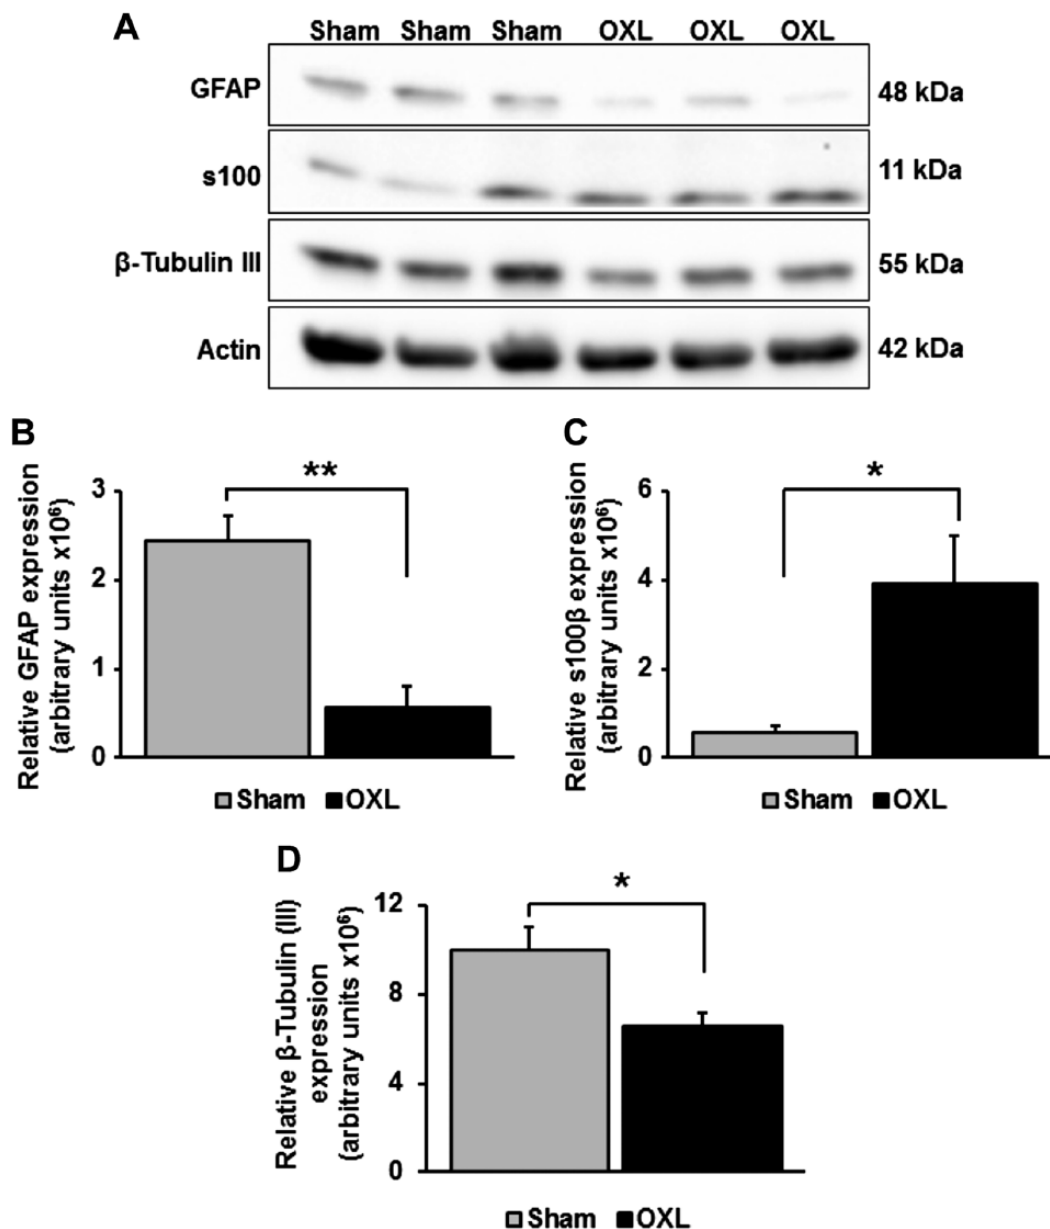 A
Sham Sham Sham OXL OXL OXL
GFAP 48 kDa
s100 11 kDa
β-Tubulin III 55 kDa
Actin 42 kDa
B
Relative GFAP expression
(arbitrary units x10⁶)
3
2
1
0
**
Sham OXL
C
Relative s100β expression
(arbitrary units x10⁶)
6
4
2
0
*
Sham OXL
D
Relative β-Tubulin (III)
expression
(arbitrary units x10⁶)
12
8
4
0
*
Sham OXL